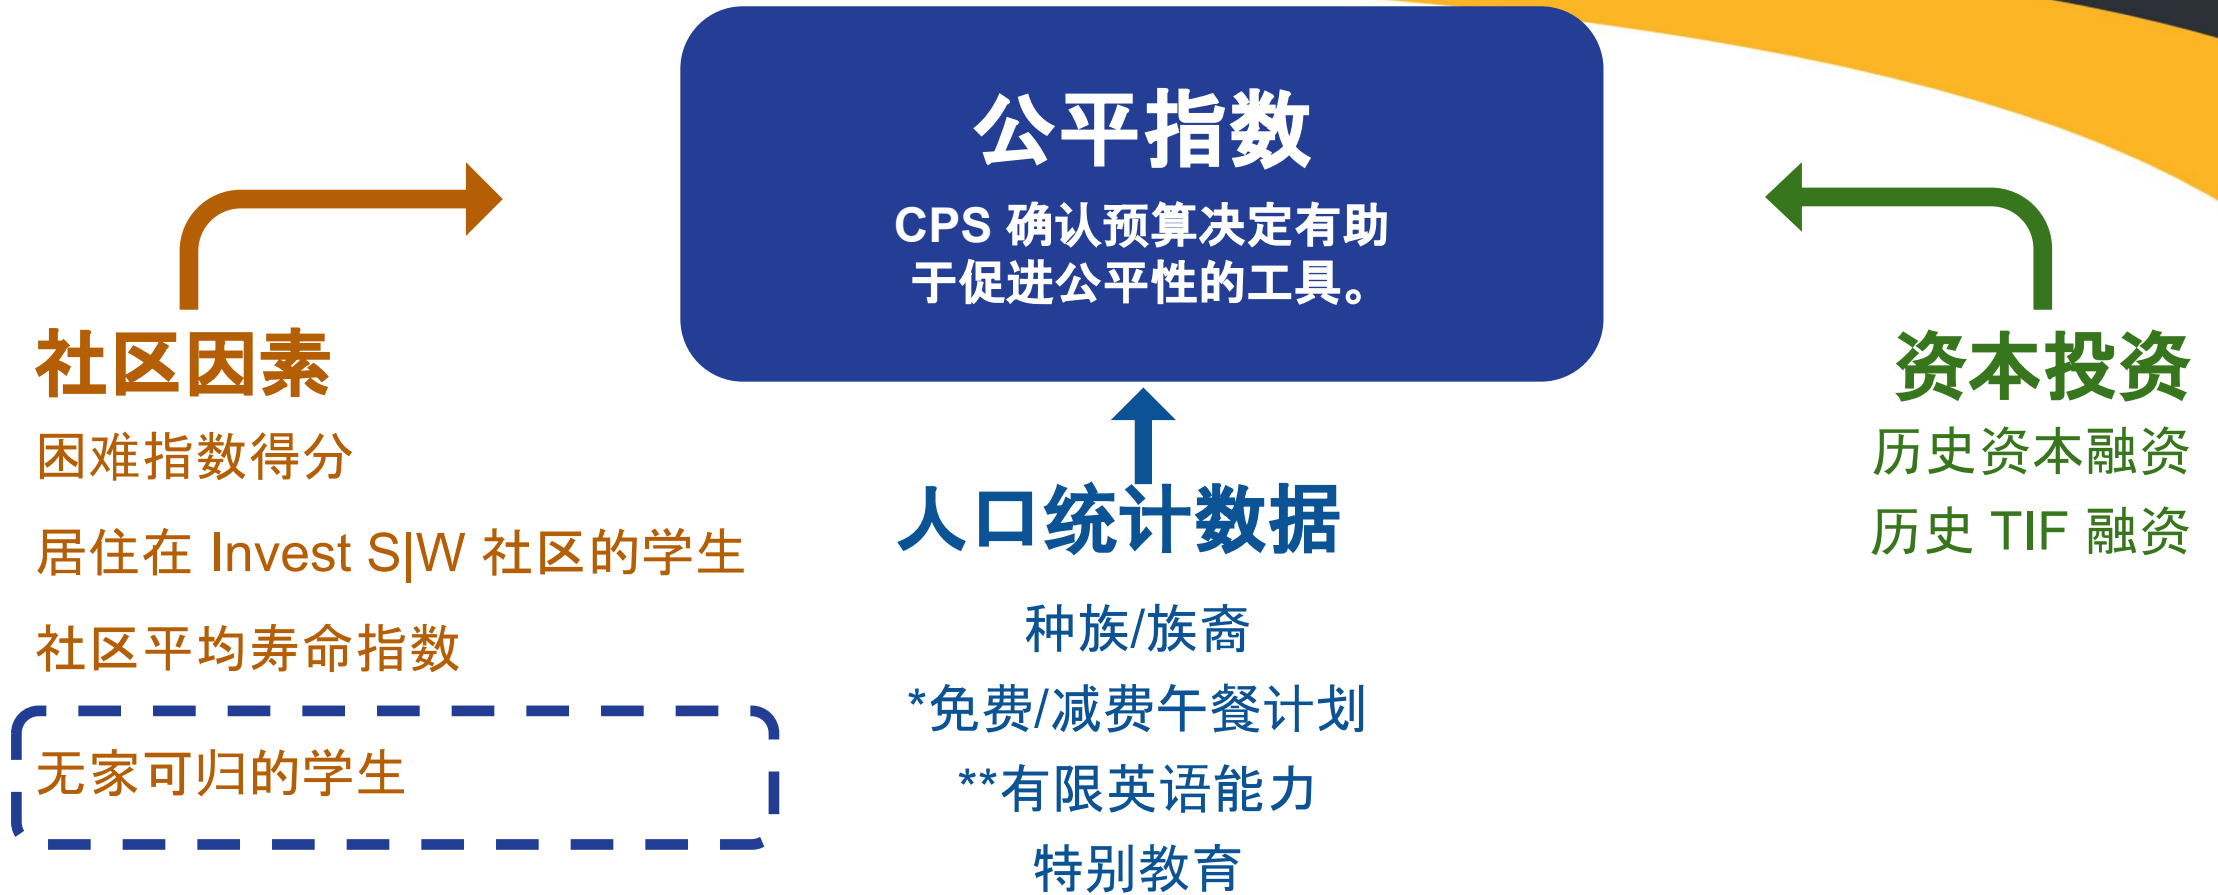 公平指数
CPS 确认预算决定有助
于促进公平性的工具。
社区因素
困难指数得分
居住在 Invest S|W 社区的学生
社区平均寿命指数
无家可归的学生
人口统计数据
种族/族裔
*免费/减费午餐计划
**有限英语能力
特别教育
资本投资
历史资本融资
历史 TIF 融资